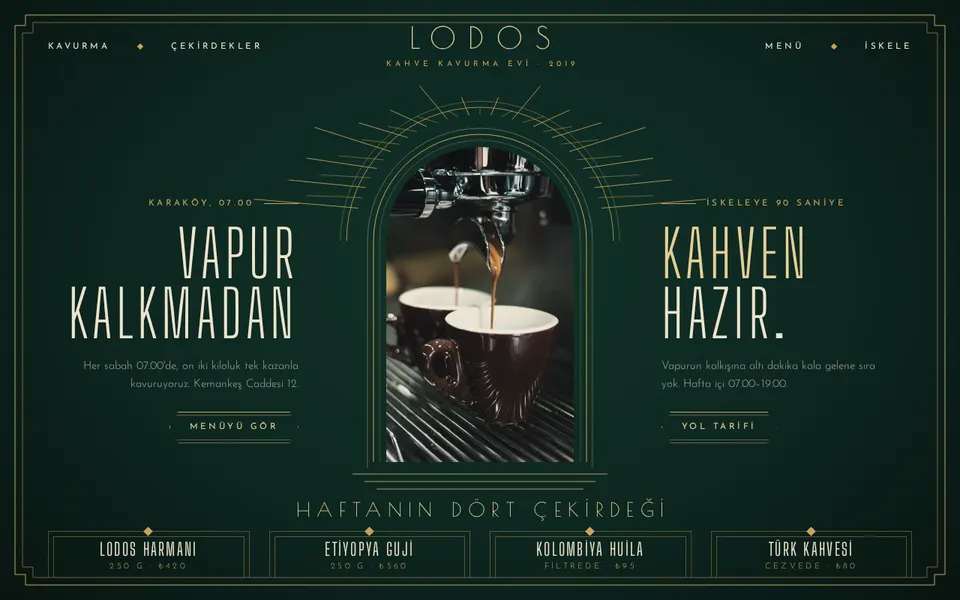 KAVURMA ◆ ÇEKİRDEKLER
LODOS
KAHVE KAVURMA EVİ · 2019
MENÜ ◆ İSKELE
KARAKÖY, 07.00
VAPUR
KALKMADAN
Her sabah 07.00'de, on iki kiloluk tek kazanla
kavuruyoruz. Kemankeş Caddesi 12.
MENÜYÜ GÖR
İSKELEYE 90 SANİYE
KAHVEN
HAZIR.
Vapurun kalkışına altı dakika kala gelene sıra
yok. Hafta içi 07.00–19.00.
YOL TARİFİ
HAFTANIN DÖRT ÇEKİRDEĞİ
LODOS HARMANI
250 G · ₺420
ETİYOPYA GUJİ
250 G · ₺560
KOLOMBİYA HUİLA
FİLTREDE · ₺95
TÜRK KAHVESİ
CEZVEDE · ₺80